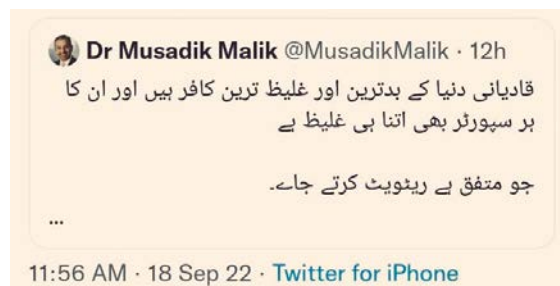 Dr Musadik Malik @MusadikMalik · 12h
قادیانی دنیا کے بدترین اور غلیظ ترین کافر ہیں اور ان کا
ہر سپورٹر بھی اتنا ہی غلیظ ہے
جو متفق ہے ریٹویٹ کرتے جاے۔
...
11:56 AM · 18 Sep 22 · Twitter for iPhone